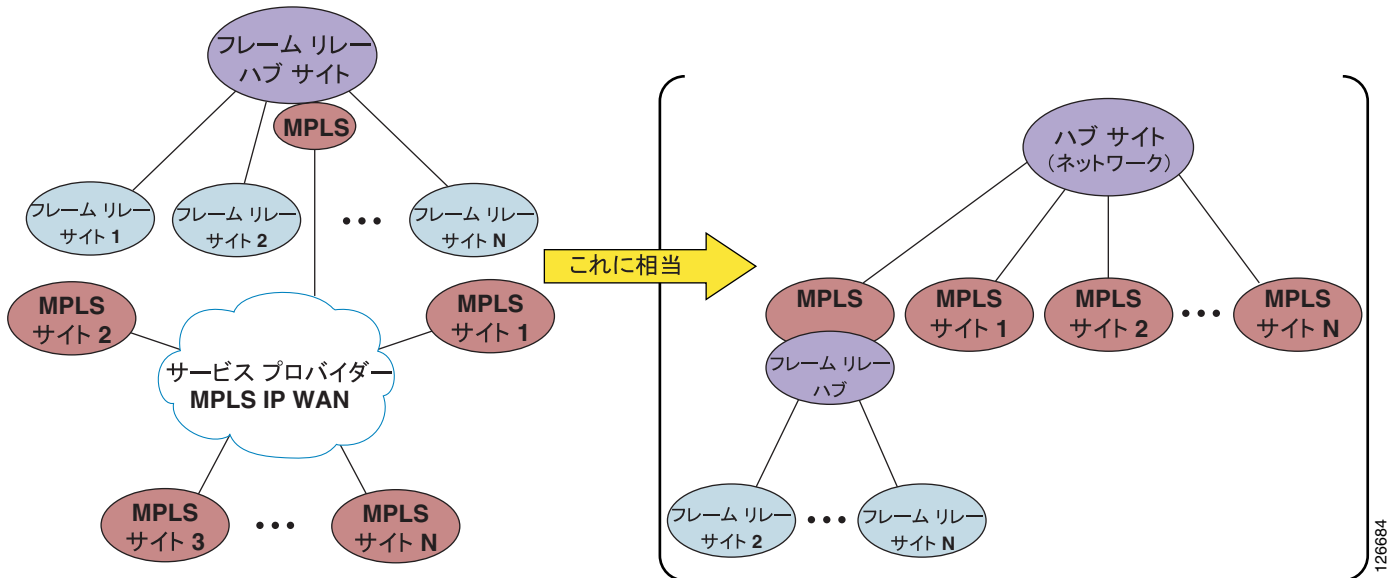 フレーム リレー
ハブ サイト
MPLS
フレーム リレー
サイト 1
フレーム リレー
サイト 2
•••
フレーム リレー
サイト N
MPLS
サイト 2
MPLS
サイト 1
サービス プロバイダー
MPLS IP WAN
MPLS
サイト 3
•••
MPLS
サイト N
これに相当
ハブ サイト
（ネットワーク）
MPLS
MPLS
サイト 1
MPLS
サイト 2
•••
MPLS
サイト N
フレーム リレー
ハブ
フレーム リレー
サイト 2
•••
フレーム リレー
サイト N
126684